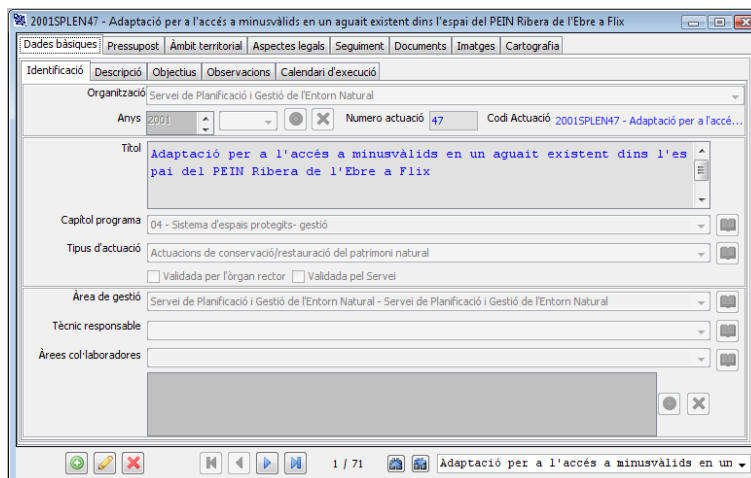 2001SPLEN47 - Adaptació per a l'accés a minusvàlids en un aguait existent dins l'espai del PEIN Ribera de l'Ebre a Flix
Dades bàsiques Pressupost Àmbit territorial Aspectes legals Seguiment Documents Imatges Cartografia
Identificació Descripció Objectius Observacions Calendari d'execució
Organització Servei de Planificació i Gestió de l'Entorn Natural
Anys 2001 Numero actuació 47 Codi Actuació 2001SPLEN47 - Adaptació per a l'accé...
Títol Adaptació per a l'accés a minusvàlids en un aguait existent dins l'es
pai del PEIN Ribera de l'Ebre a Flix
Capítol programa 04 - Sistema d'espais protegits- gestió
Tipus d'actuació Actuacions de conservació/restauració del patrimoni natural
Validada per l'òrgan rector Validada pel Servei
Àrea de gestió Servei de Planificació i Gestió de l'Entorn Natural - Servei de Planificació i Gestió de l'Entorn Natural
Tècnic responsable
Àrees col·laboradores
1 / 71 Adaptació per a l'accés a minusvàlids en un